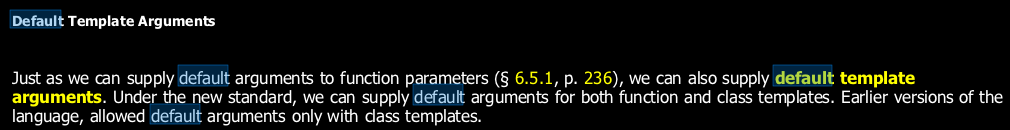 Default Template Arguments
Just as we can supply default arguments to function parameters (§ 6.5.1, p. 236), we can also supply default template
arguments. Under the new standard, we can supply default arguments for both function and class templates. Earlier versions of the
language, allowed default arguments only with class templates.